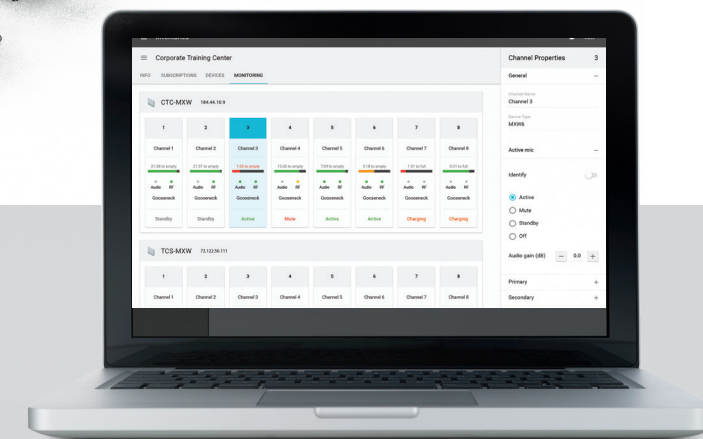 Corporate Training Center
INFO SUBSCRIPTIONS DEVICES MONITORING
CTC-MXW 184.44.10.9
1 2 3 4 5 6 7 8
Channel 1 Channel 2 Channel 3 Channel 4 Channel 5 Channel 6 Channel 7 Channel 8
Audio RF Audio RF Audio RF Audio RF Audio RF Audio RF Audio RF Audio RF
Gooseneck Gooseneck Gooseneck Gooseneck Gooseneck Gooseneck Gooseneck Gooseneck
Standby Standby Active Mute Active Active Charging Charging
TCS-MXW 72.122.56.111
1 2 3 4 5 6 7 8
Channel 1 Channel 2 Channel 3 Channel 4 Channel 5 Channel 6 Channel 7 Channel 8
Channel Properties 3
General −
Channel Name
Channel 3
Device Type
MXW6
Active mic −
Identify
Active
Mute
Standby
Off
Audio gain (dB) − 0.0 +
Primary +
Secondary +